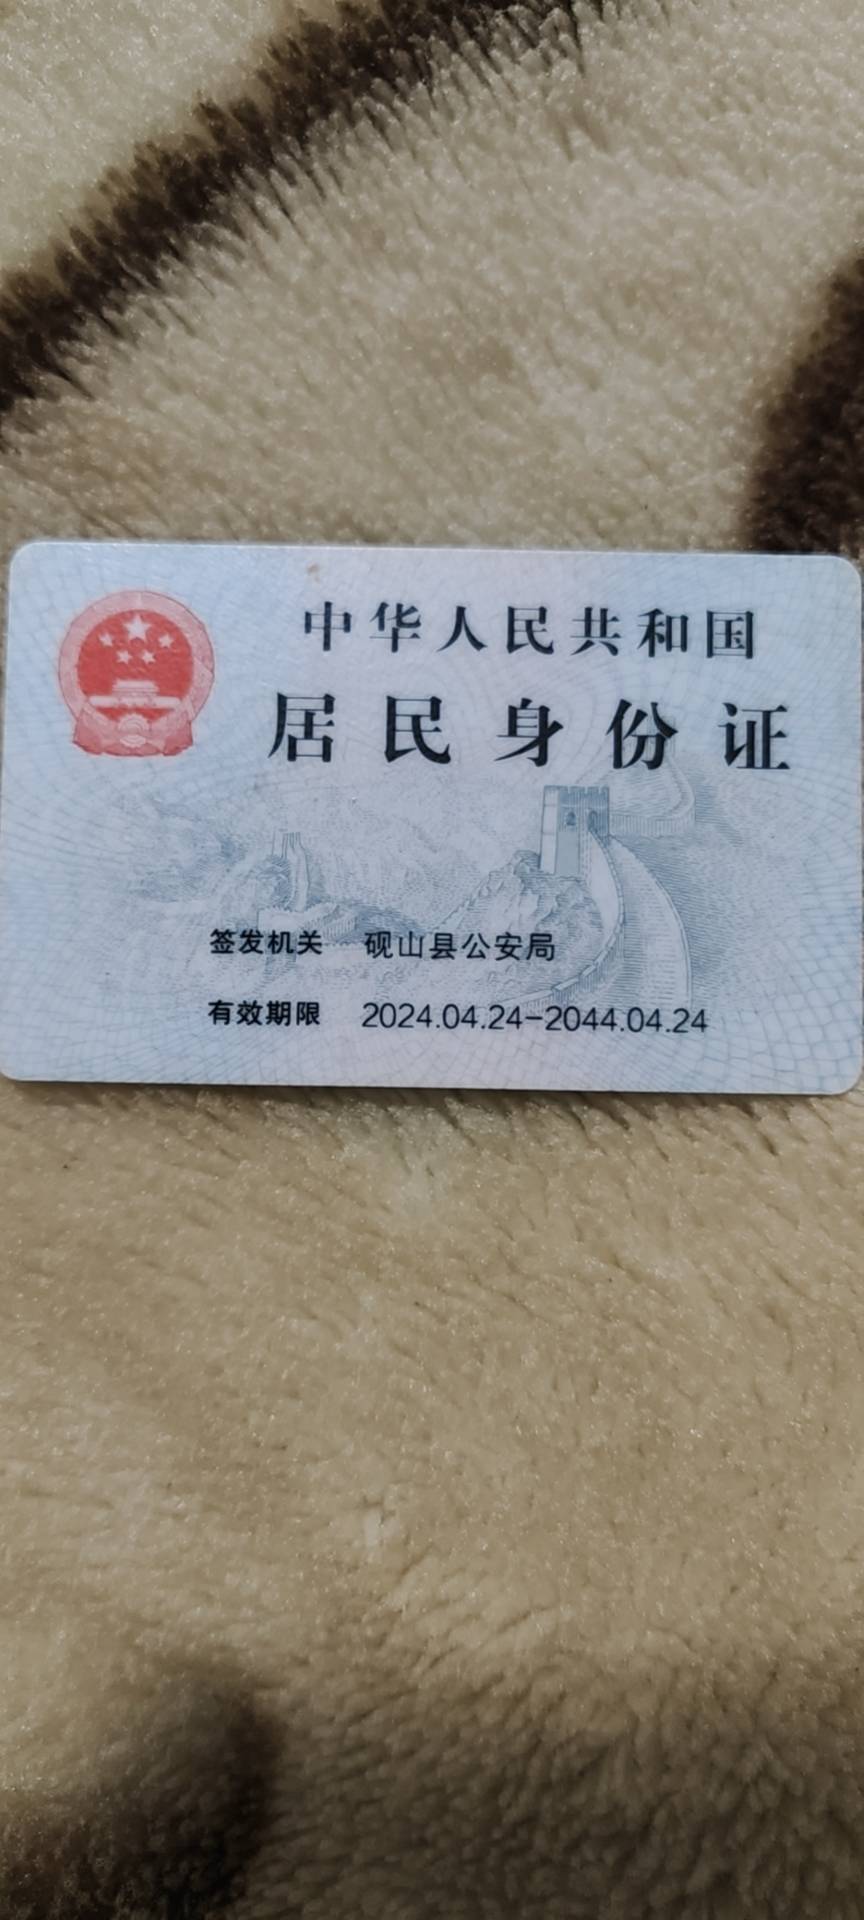 中华人民共和国
居民身份证
签发机关 砚山县公安局
有效期限 2024.04.24-2044.04.24